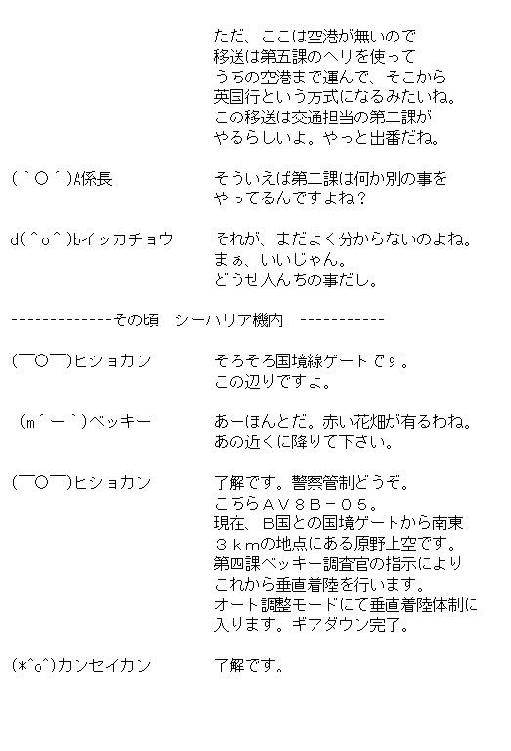 ただ、ここは空港が無いので
移送は第五課のヘリを使って
うちの空港まで運んで、そこから
英国行という方式になるみたいね。
この移送は交通担当の第二課が
やるらしいよ。やっと出番だね。
(｀○´)A係長 そういえば第二課は何か別の事を
やってるんですよね？
d(^o^)bイッカチョウ それが、まだよく分からないのよね。
まぁ、いいじゃん。
どうせ人んちの事だし。
-------------その頃 シーハリア機内 -----------
(￣○￣)ヒショカン そろそろ国境線ゲートです。
この辺りですよ。
(m´ー｀)ベッキー あーほんとだ。赤い花畑が有るわね。
あの近くに降りて下さい。
(￣○￣)ヒショカン 了解です。警察管制どうぞ。
こちらＡＶ８Ｂ－０５。
現在、Ｂ国との国境ゲートから南東
３ｋｍの地点にある原野上空です。
第四課ベッキー調査官の指示により
これから垂直着陸を行います。
オート調整モードにて垂直着陸体制に
入ります。ギアダウン完了。
(*^o^)カンセイカン 了解です。